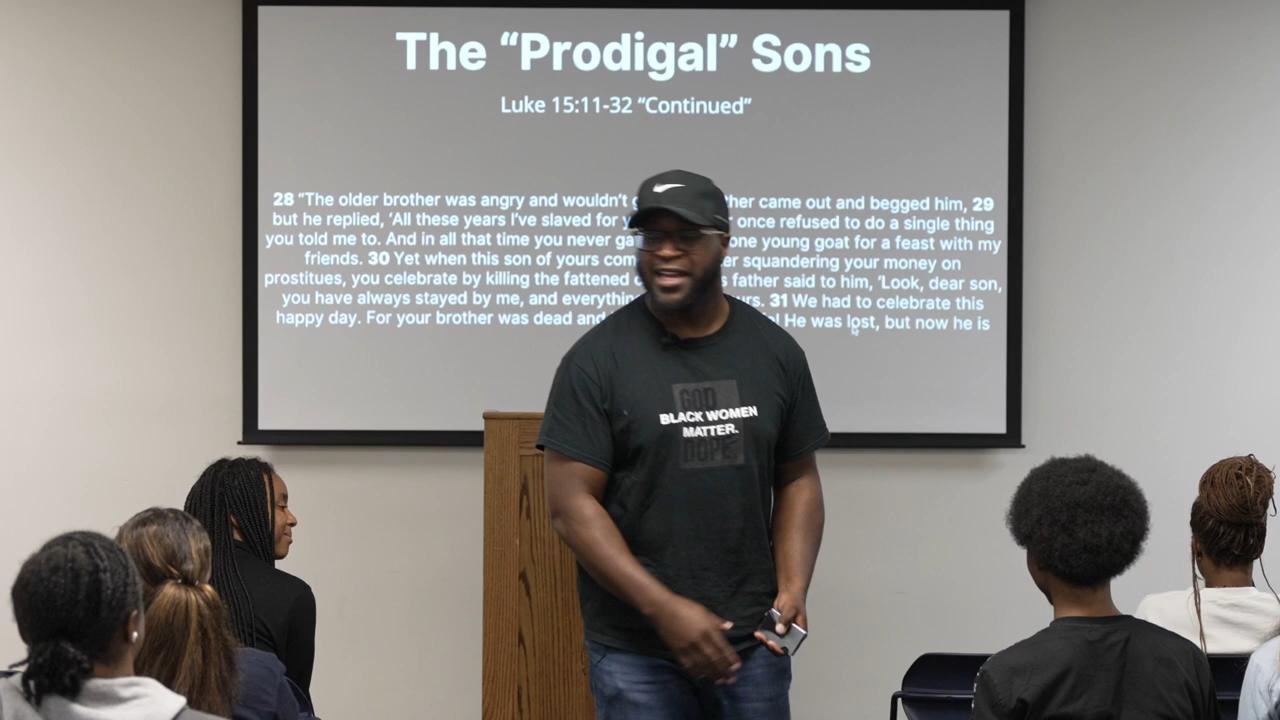 The “Prodigal” Sons
Luke 15:11-32 “Continued”
28 “The older brother was angry and wouldn’t ther came out and begged him, 29
but he replied, ‘All these years I’ve slaved for once refused to do a single thing
you told me to. And in all that time you never one young goat for a feast with my
friends. 30 Yet when this son of yours squandering your money on
prostitues, you celebrate by killing the fattened father said to him, ‘Look, dear son,
you have always stayed by me, and 31 We had to celebrate this
happy day. For your brother was dead and He was lost, but now he is
GOD
BLACK WOMEN
MATTER.
DOPE